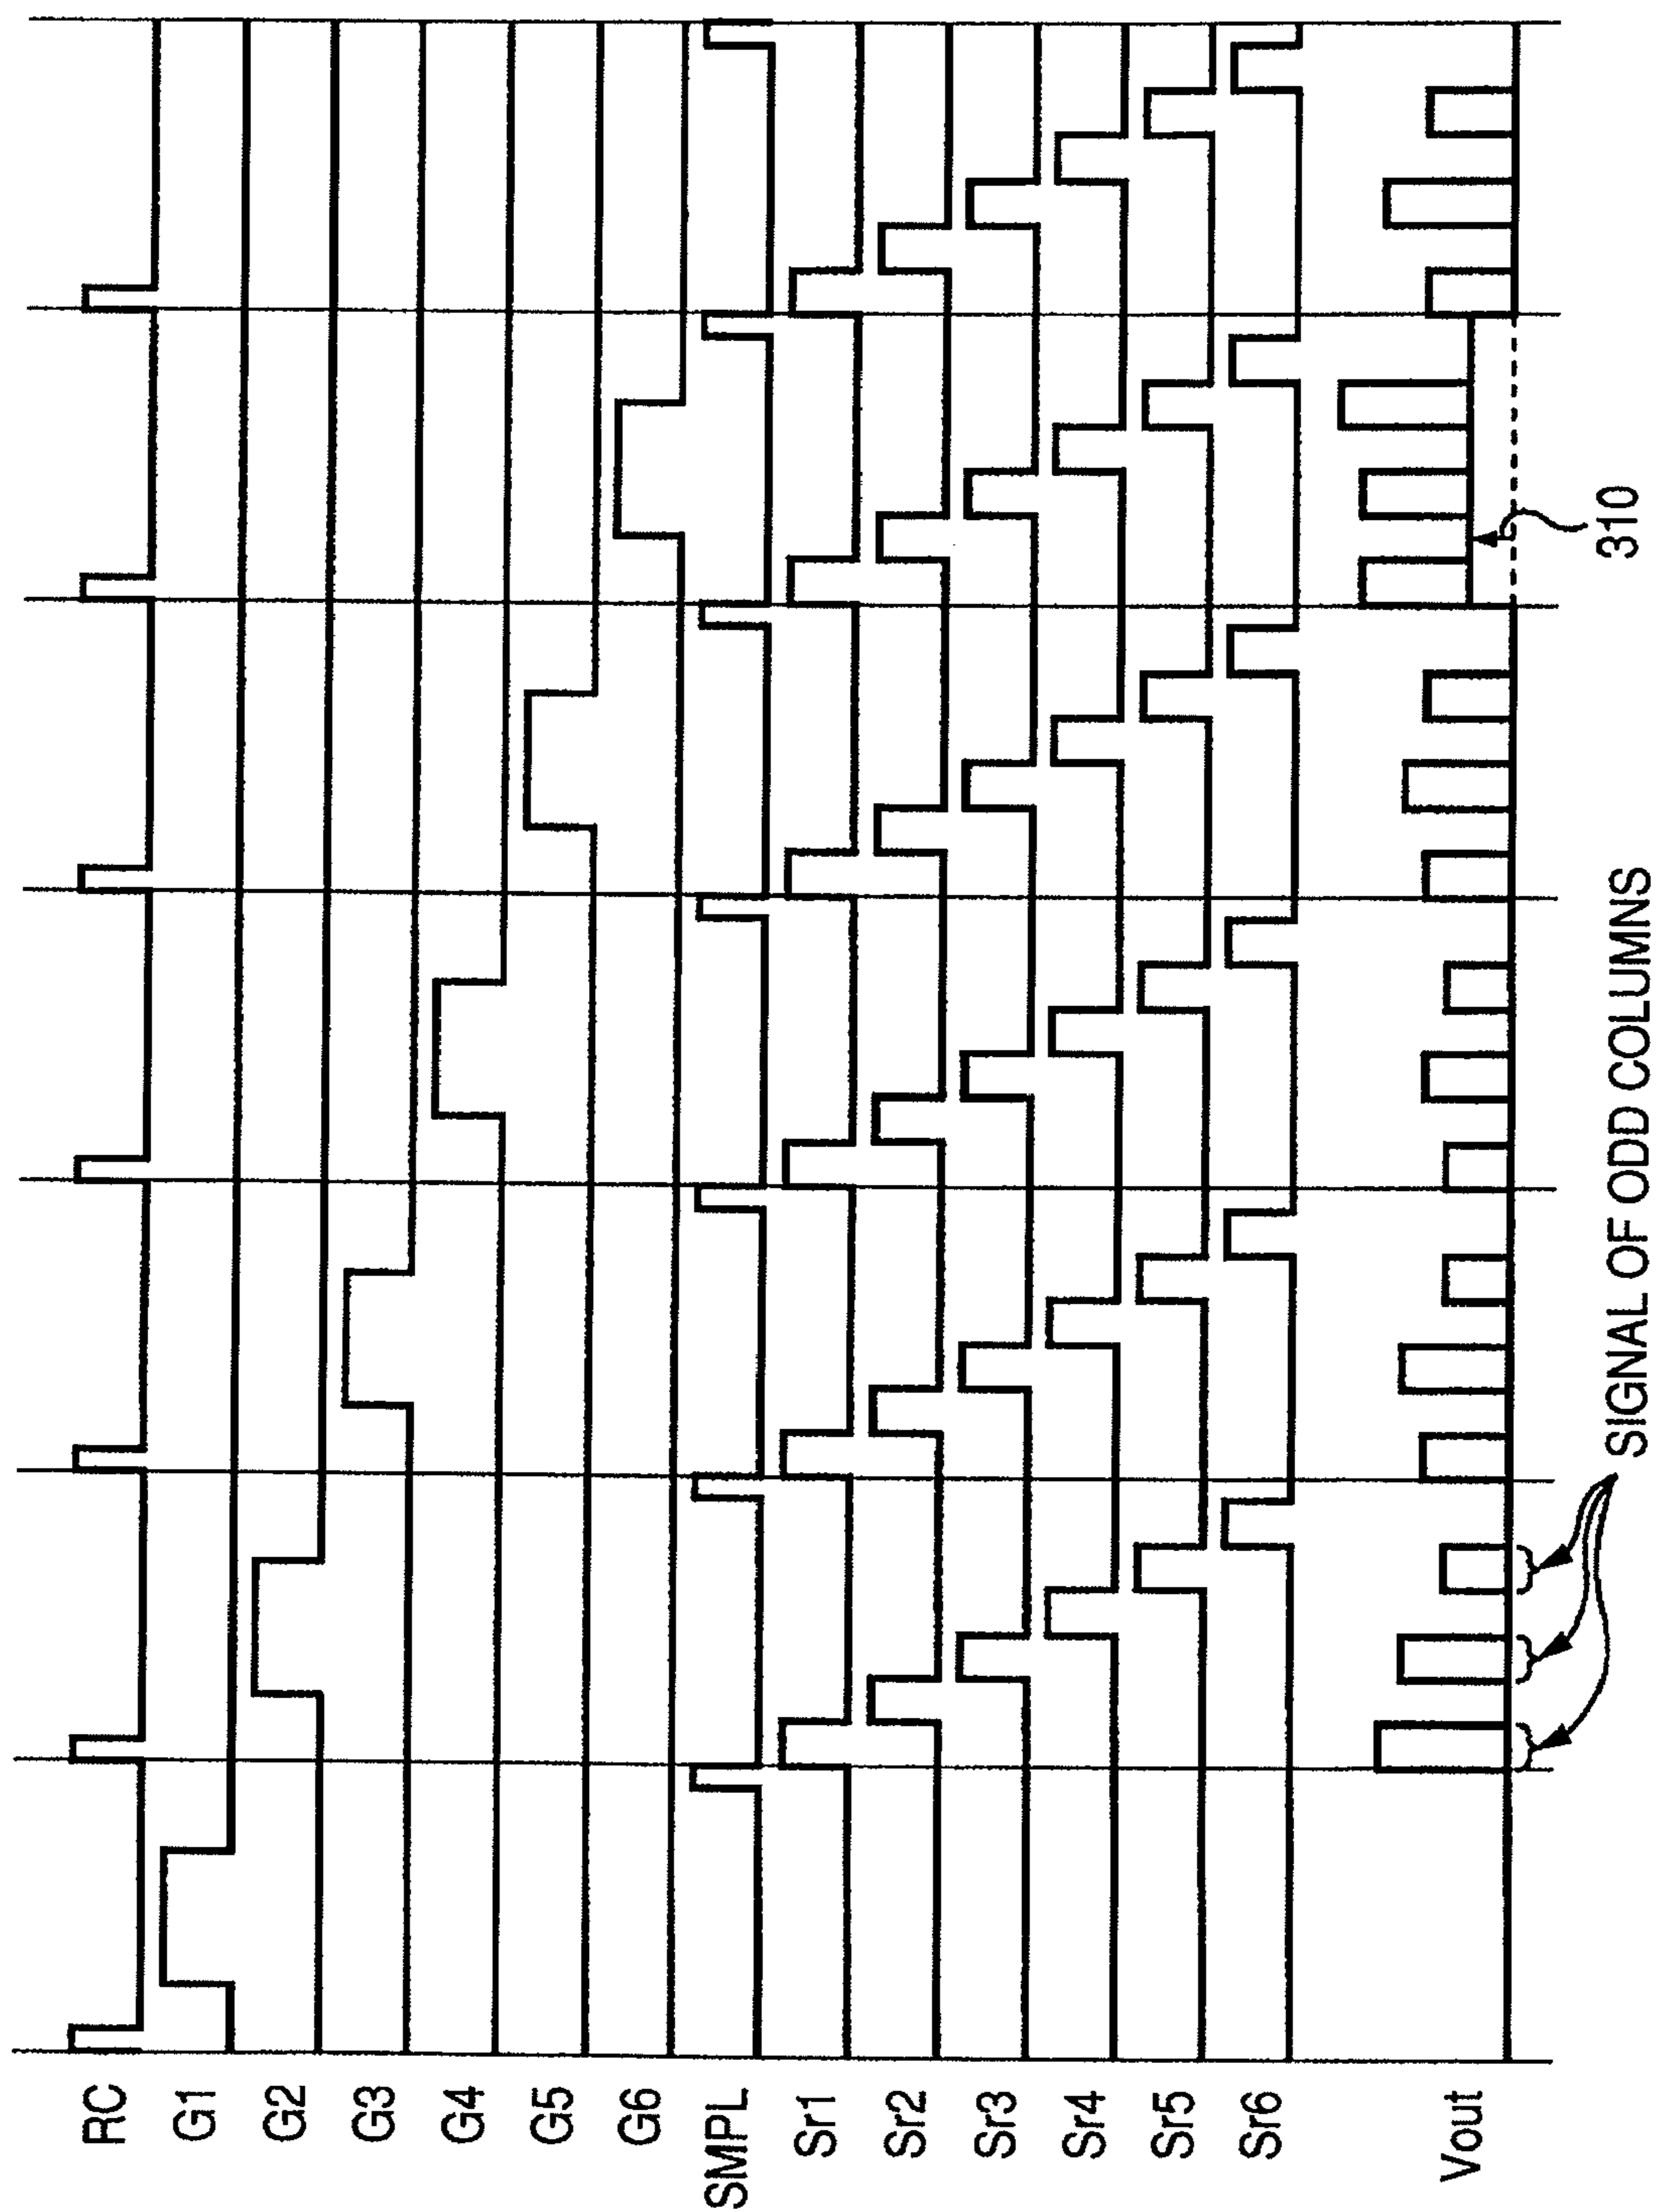 RC
G1
G2
G3
G4
G5
G6
SMPL
Sr1
Sr2
Sr3
Sr4
Sr5
Sr6
Vout
310
SIGNAL OF ODD COLUMNS